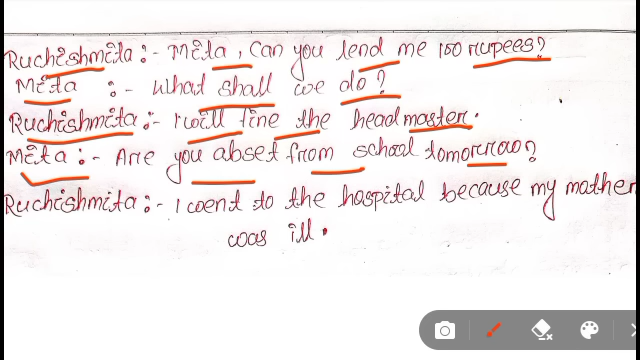 Ruchishmita :- Mita, Can you lend me 100 rupees?
Mita :- What shall we do?
Ruchishmita :- I will fine the headmaster.
Mita :- Are you abset from school tomorrow?
Ruchishmita :- I went to the hospital because my mother
was ill.